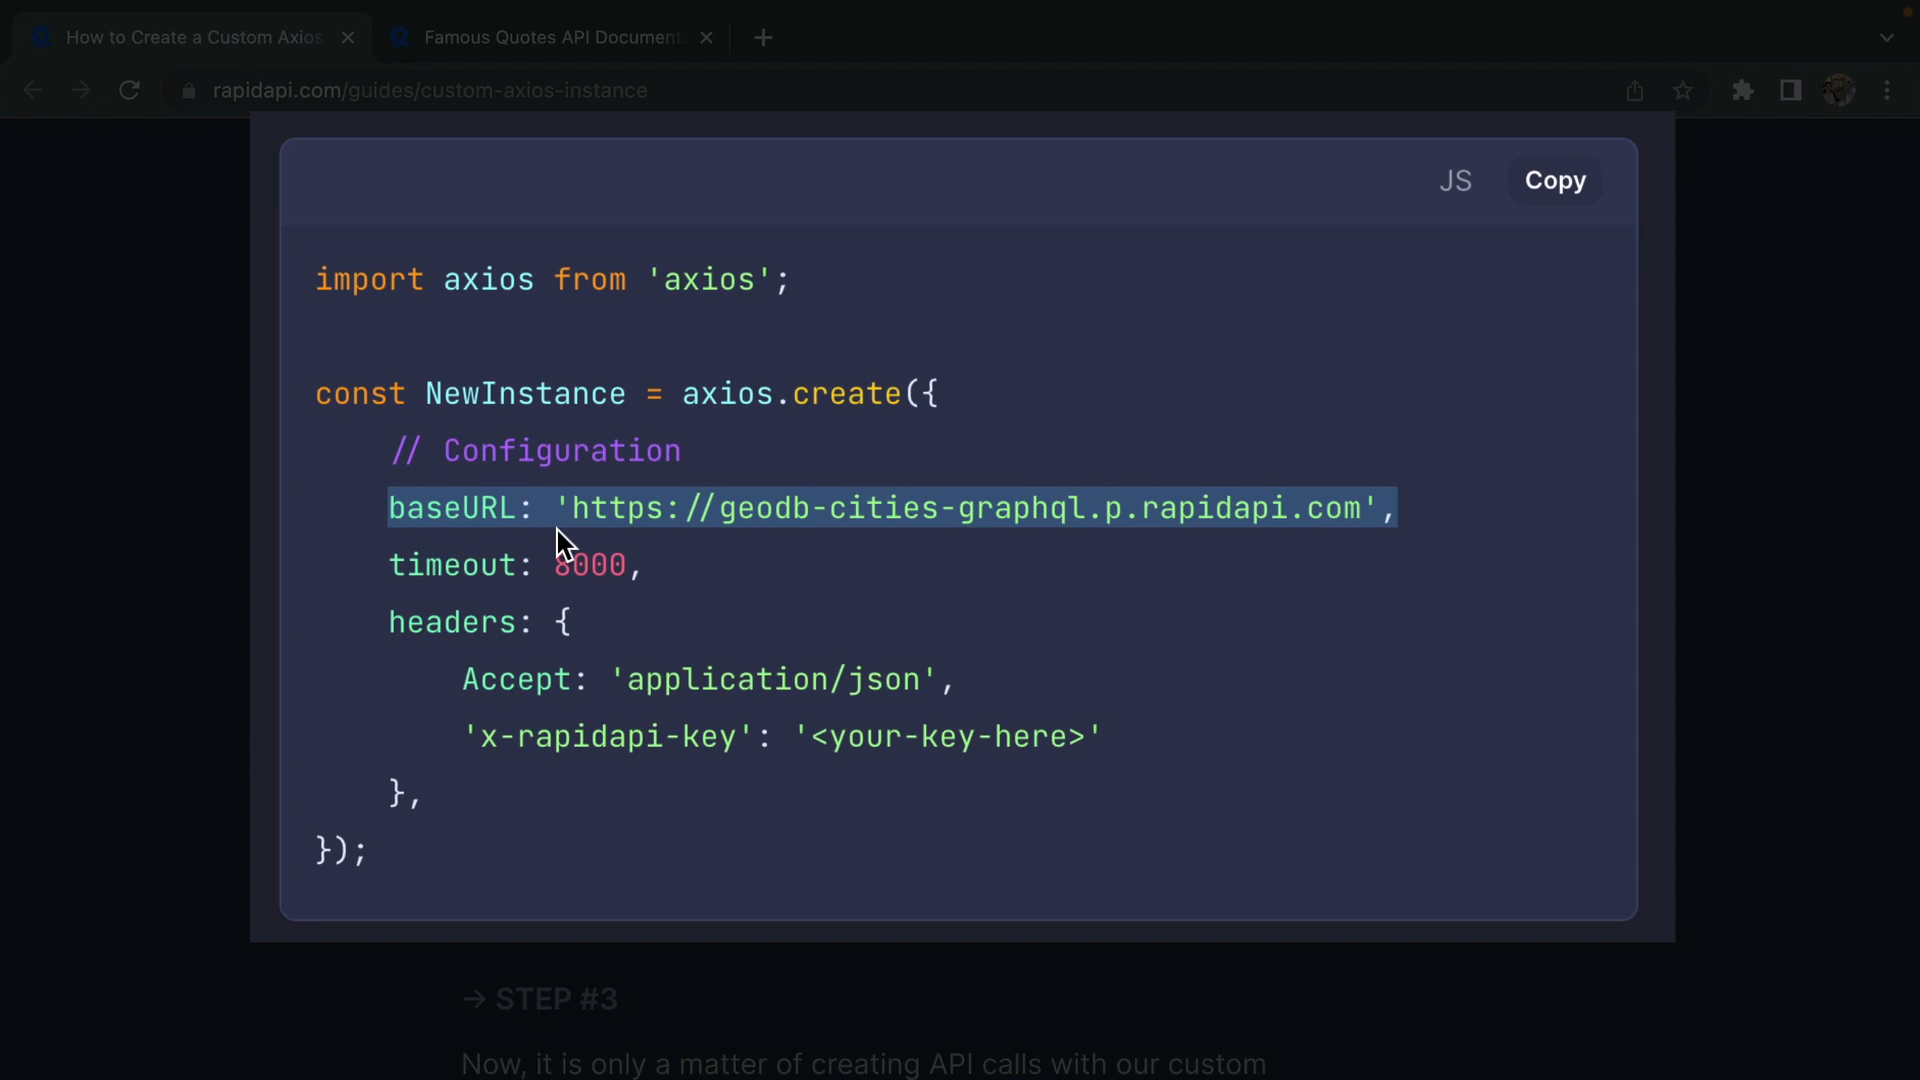 How to Create a Custom Axios
Famous Quotes API Document
rapidapi.com/guides/custom-axios-instance
JS
Copy
import axios from 'axios';
const NewInstance = axios.create({
// Configuration
baseURL: 'https://geodb-cities-graphql.p.rapidapi.com',
timeout: 8000,
headers: {
Accept: 'application/json',
'x-rapidapi-key': '<your-key-here>'
},
});
→ STEP #3
Now, it is only a matter of creating API calls with our custom